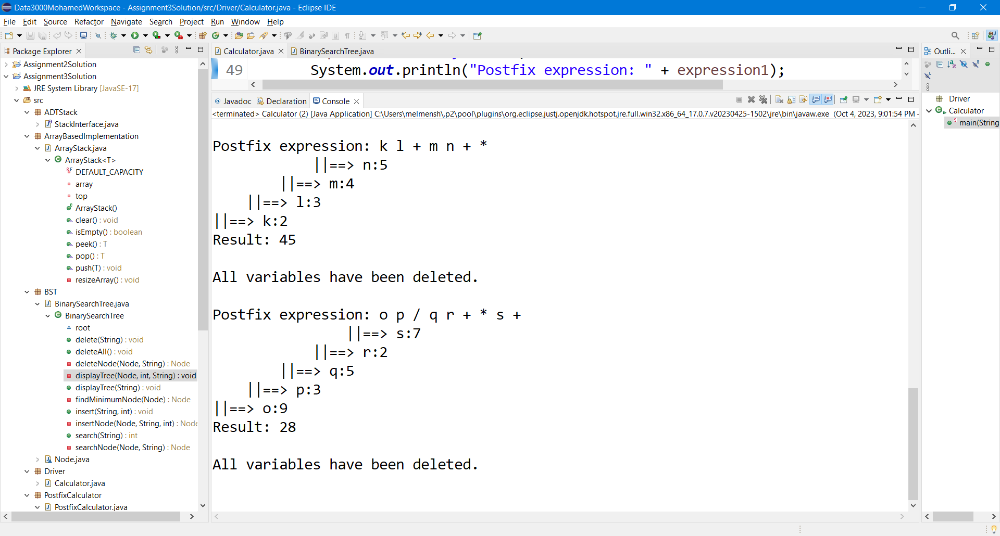 Data3000MohamedWorkspace - Assignment3Solution/src/Driver/Calculator.java - Eclipse IDE
File Edit Source Refactor Navigate Search Project Run Window Help
Package Explorer
Assignment2Solution
Assignment3Solution
JRE System Library [JavaSE-17]
src
ADTStack
StackInterface.java
ArrayBasedImplementation
ArrayStack.java
ArrayStack<T>
DEFAULT_CAPACITY
array
top
ArrayStack()
clear() : void
isEmpty() : boolean
peek() : T
pop() : T
push(T) : void
resizeArray() : void
BST
BinarySearchTree.java
BinarySearchTree
root
delete(String) : void
deleteAll() : void
deleteNode(Node, String) : Node
displayTree(Node, int, String) : void
displayTree(String) : void
findMinimumNode(Node) : Node
insert(String, int) : void
insertNode(Node, String, int) : Node
search(String) : int
searchNode(Node, String) : Node
Node.java
Driver
Calculator.java
PostfixCalculator
PostfixCalculator.java
Calculator.java BinarySearchTree.java
49 System.out.println("Postfix expression: " + expression1);
Javadoc Declaration Console
<terminated> Calculator (2) [Java Application] C:\Users\melmensh\.p2\pool\plugins\org.eclipse.justj.openjdk.hotspot.jre.full.win32.x86_64_17.0.7.v20230425-1502\jre\bin\javaw.exe (Oct 4, 2023, 9:01:54 PM -
Postfix expression: k l + m n + *
||==> n:5
||==> m:4
||==> l:3
||==> k:2
Result: 45
All variables have been deleted.
Postfix expression: o p / q r + * s +
||==> s:7
||==> r:2
||==> q:5
||==> p:3
||==> o:9
Result: 28
All variables have been deleted.
Outli...
Driver
Calculator
main(String